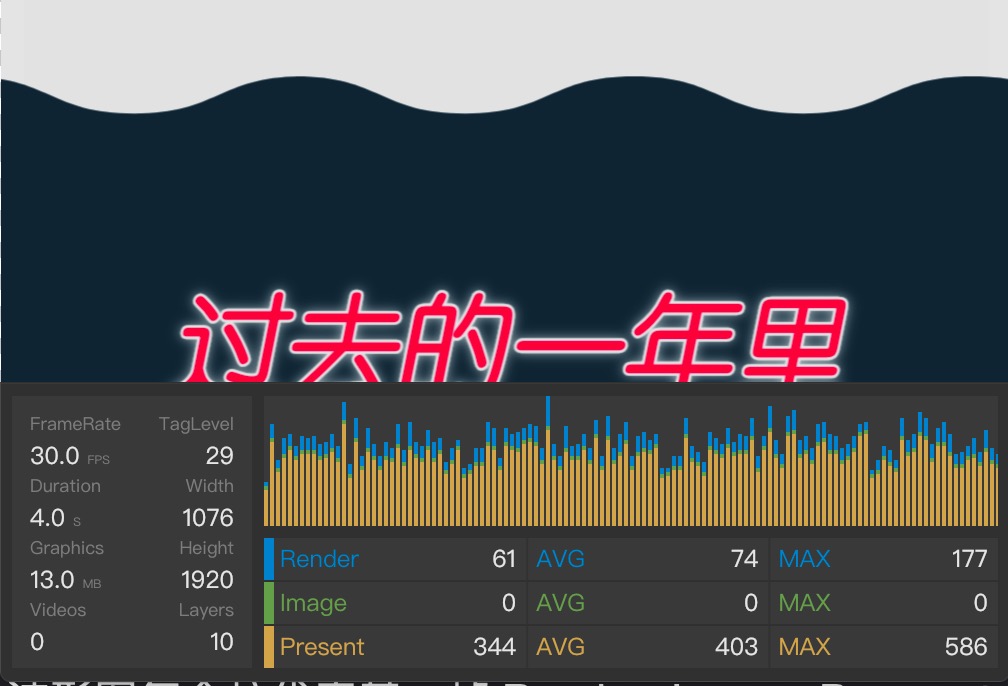 过去的一年里
FrameRate TagLevel
30.0 FPS 29
Duration Width
4.0 S 1076
Graphics Height
13.0 MB 1920
Videos Layers
0 10
Render 61 AVG 74 MAX 177
Image 0 AVG 0 MAX 0
Present 344 AVG 403 MAX 586